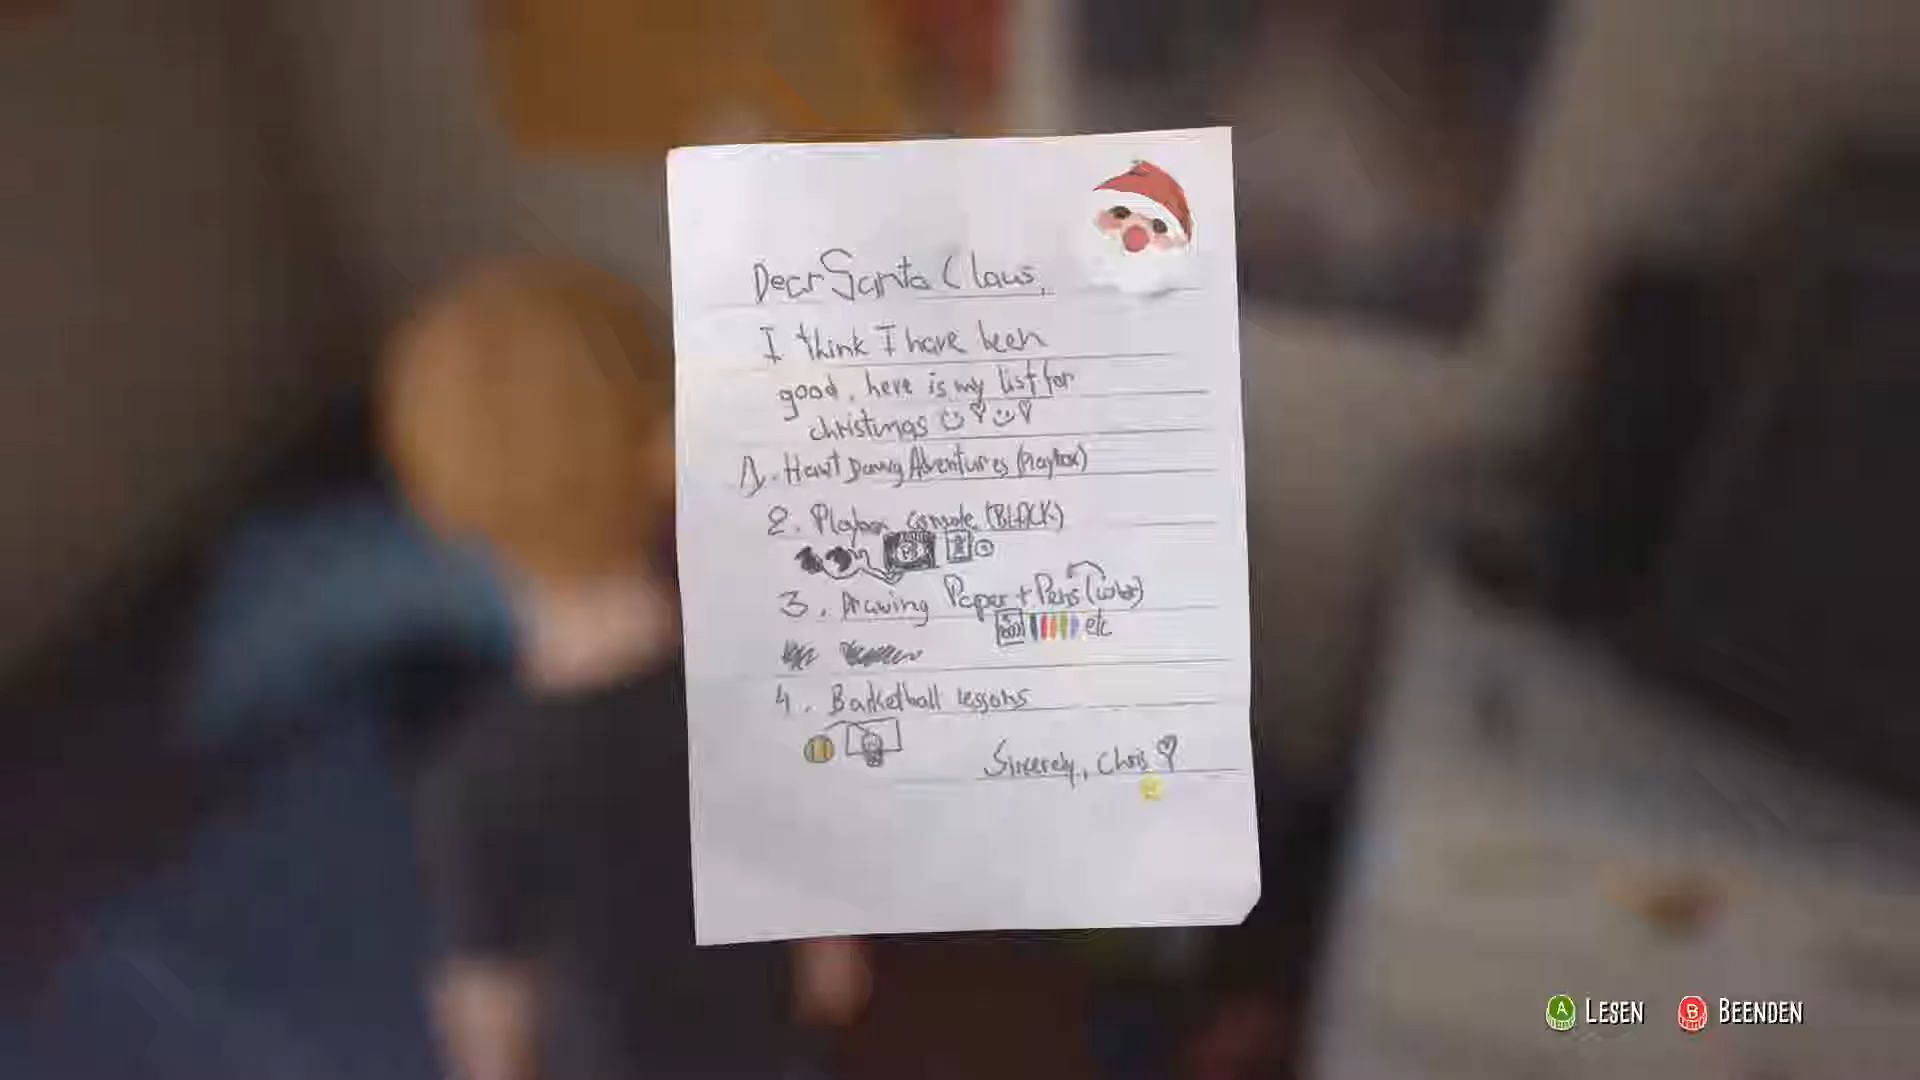 Dear Santa Claus,
I think I have been
good, here is my list for
christmas
1. Hawt Dawg Adventures (Playbox)
2. Playbox console (BLACK)
3. Drawing Paper + Pens (color)
etc
4. Basketball lessons
Sincerely, Chris
A LESEN B BEENDEN